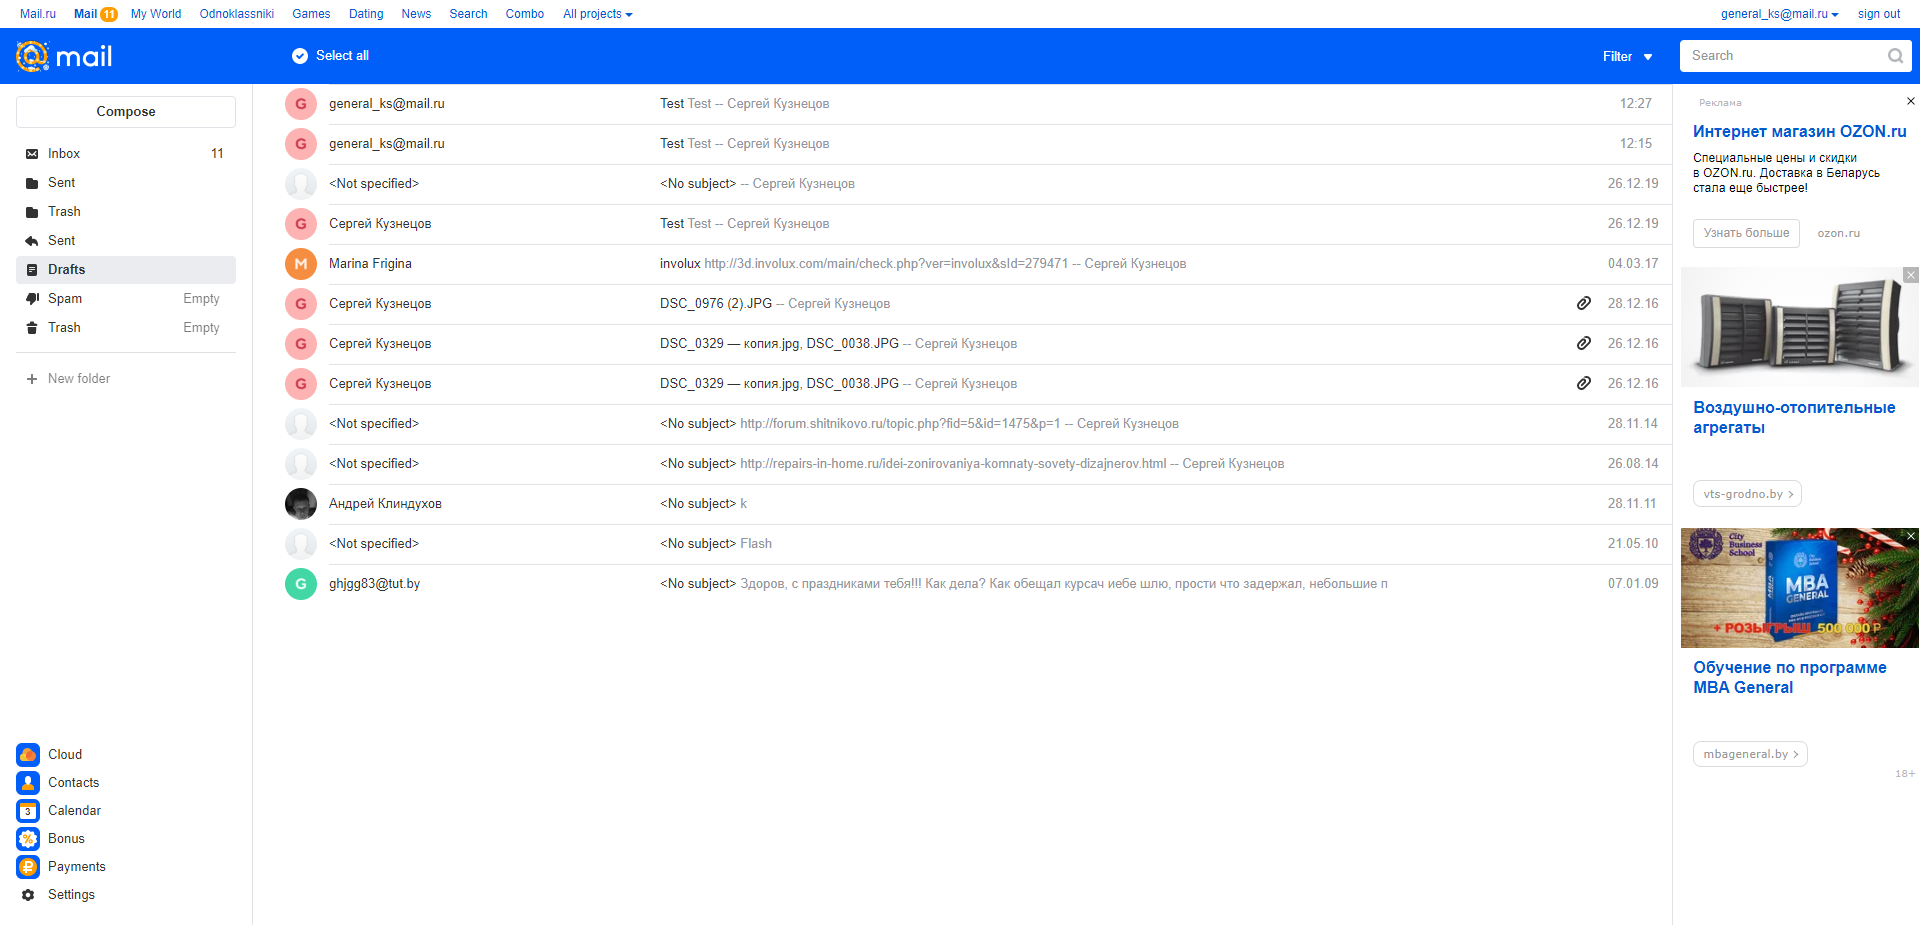 Mail.ru Mail 11 My World Odnoklassniki Games Dating News Search Combo All projects general_ks@mail.ru sign out
mail Select all Filter Search
Compose
Inbox 11
Sent
Trash
Sent
Drafts
Spam Empty
Trash Empty
New folder
Cloud
Contacts
3 Calendar
% Bonus
₽ Payments
Settings
G general_ks@mail.ru Test Test -- Сергей Кузнецов 12:27
G general_ks@mail.ru Test Test -- Сергей Кузнецов 12:15
<Not specified> <No subject> -- Сергей Кузнецов 26.12.19
G Сергей Кузнецов Test Test -- Сергей Кузнецов 26.12.19
M Marina Frigina involux http://3d.involux.com/main/check.php?ver=involux&sId=279471 -- Сергей Кузнецов 04.03.17
G Сергей Кузнецов DSC_0976 (2).JPG -- Сергей Кузнецов 28.12.16
G Сергей Кузнецов DSC_0329 — копия.jpg, DSC_0038.JPG -- Сергей Кузнецов 26.12.16
G Сергей Кузнецов DSC_0329 — копия.jpg, DSC_0038.JPG -- Сергей Кузнецов 26.12.16
<Not specified> <No subject> http://forum.shitnikovo.ru/topic.php?fid=5&id=1475&p=1 -- Сергей Кузнецов 28.11.14
<Not specified> <No subject> http://repairs-in-home.ru/idei-zonirovaniya-komnaty-sovety-dizajnerov.html -- Сергей Кузнецов 26.08.14
Андрей Клиндухов <No subject> k 28.11.11
<Not specified> <No subject> Flash 21.05.10
G ghjgg83@tut.by <No subject> Здоров, с праздниками тебя!!! Как дела? Как обещал курсач иебе шлю, прости что задержал, небольшие п 07.01.09
Реклама
Интернет магазин OZON.ru
Специальные цены и скидки
в OZON.ru. Доставка в Беларусь
стала еще быстрее!
Узнать больше ozon.ru
Воздушно-отопительные
агрегаты
vts-grodno.by
City
Business
School
MBA
GENERAL
+ РОЗЫГРЫШ 500 000 ₽
Обучение по программе
MBA General
mbageneral.by
18+